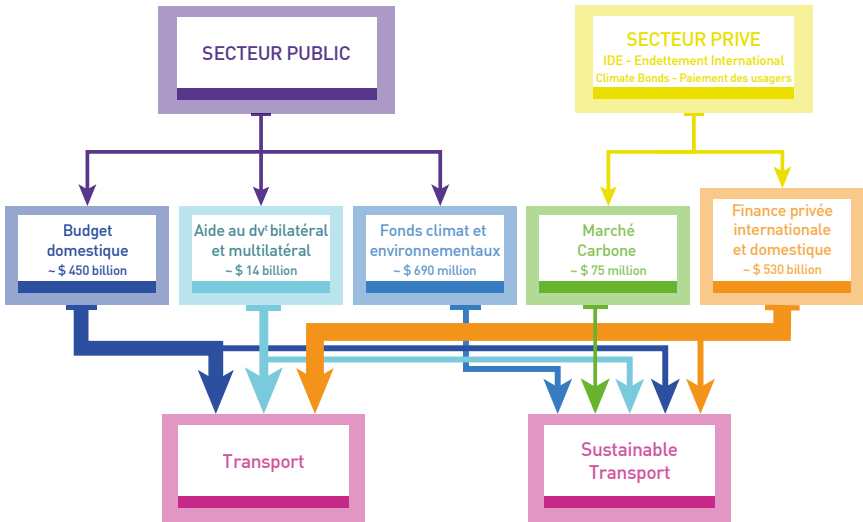 SECTEUR PUBLIC
SECTEUR PRIVE
IDE - Endettement International
Climate Bonds - Paiement des usagers
Budget
domestique
~ $ 450 billion
Aide au dvt bilatéral
et multilatéral
~ $ 14 billion
Fonds climat et
environnementaux
~ $ 690 million
Marché
Carbone
~ $ 75 million
Finance privée
internationale
et domestique
~ $ 530 billion
Transport
Sustainable
Transport